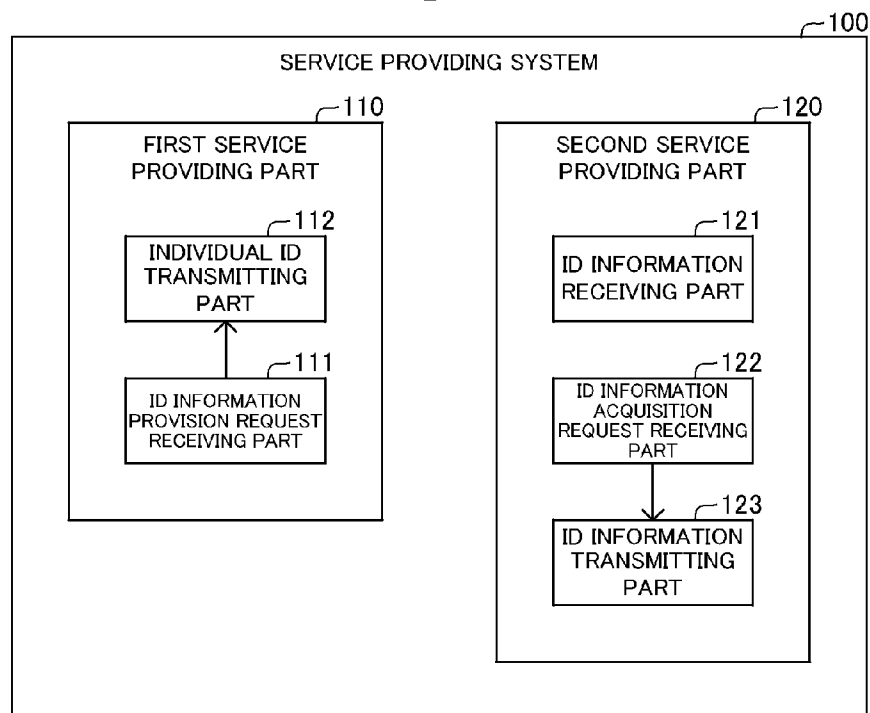 100
SERVICE PROVIDING SYSTEM
110
FIRST SERVICE
PROVIDING PART
112
INDIVIDUAL ID
TRANSMITTING
PART
111
ID INFORMATION
PROVISION REQUEST
RECEIVING PART
120
SECOND SERVICE
PROVIDING PART
121
ID INFORMATION
RECEIVING PART
122
ID INFORMATION
ACQUISITION
REQUEST RECEIVING
PART
123
ID INFORMATION
TRANSMITTING
PART